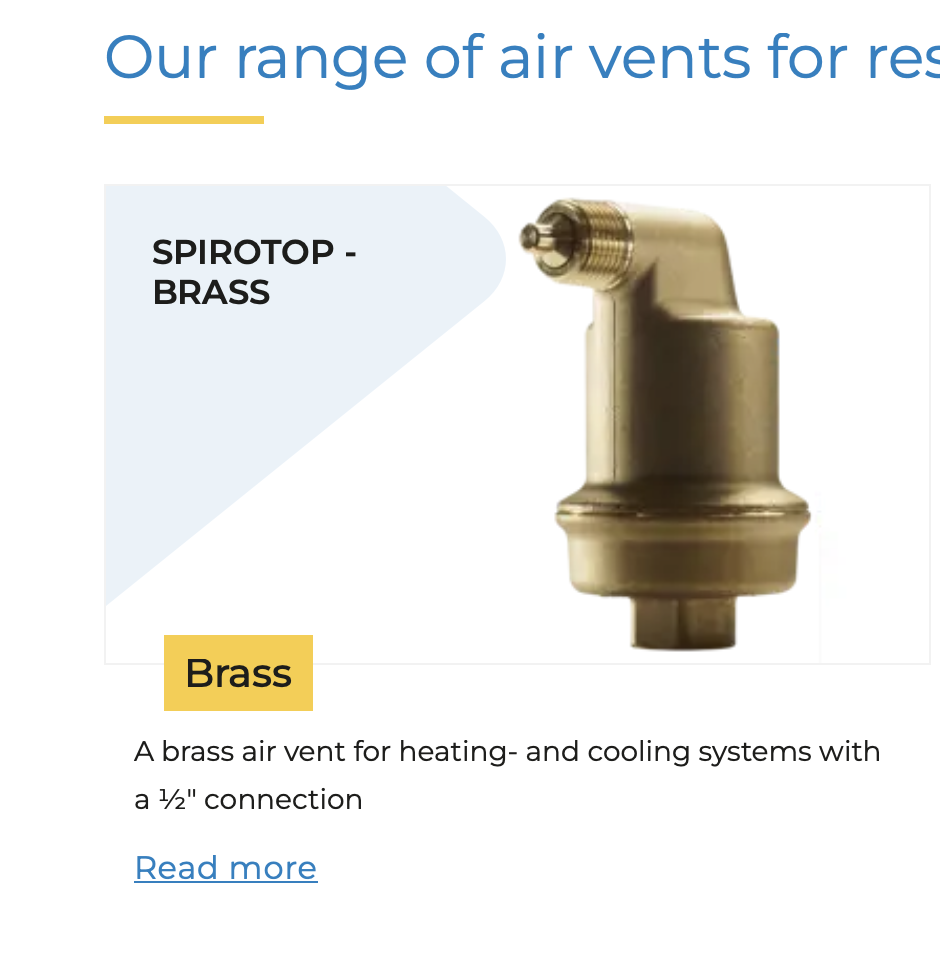 Our range of air vents for res
SPIROTOP -
BRASS
Brass
A brass air vent for heating- and cooling systems with
a ½" connection
Read more